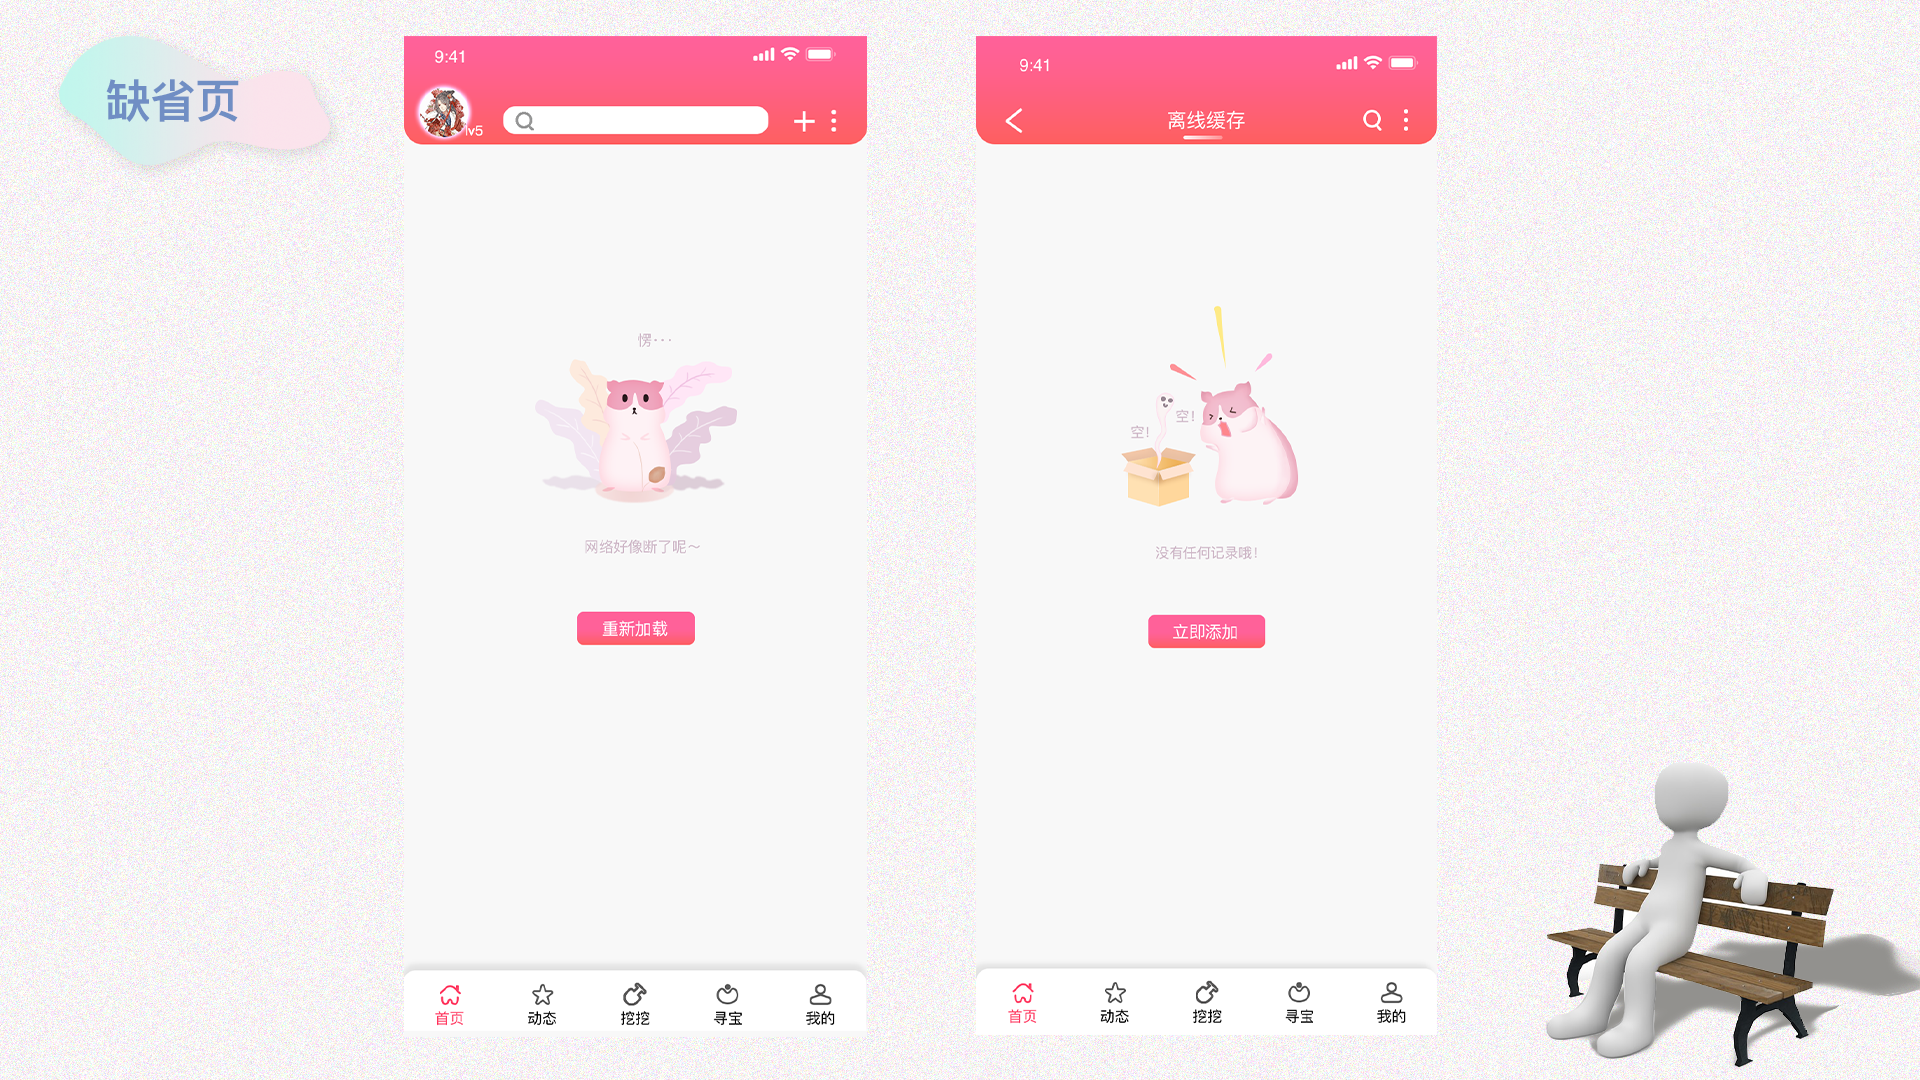 缺省页
9:41
lv5
愣···
网络好像断了呢～
重新加载
首页 动态 挖挖 寻宝 我的
9:41
离线缓存
空!
空!
没有任何记录哦!
立即添加
首页 动态 挖挖 寻宝 我的